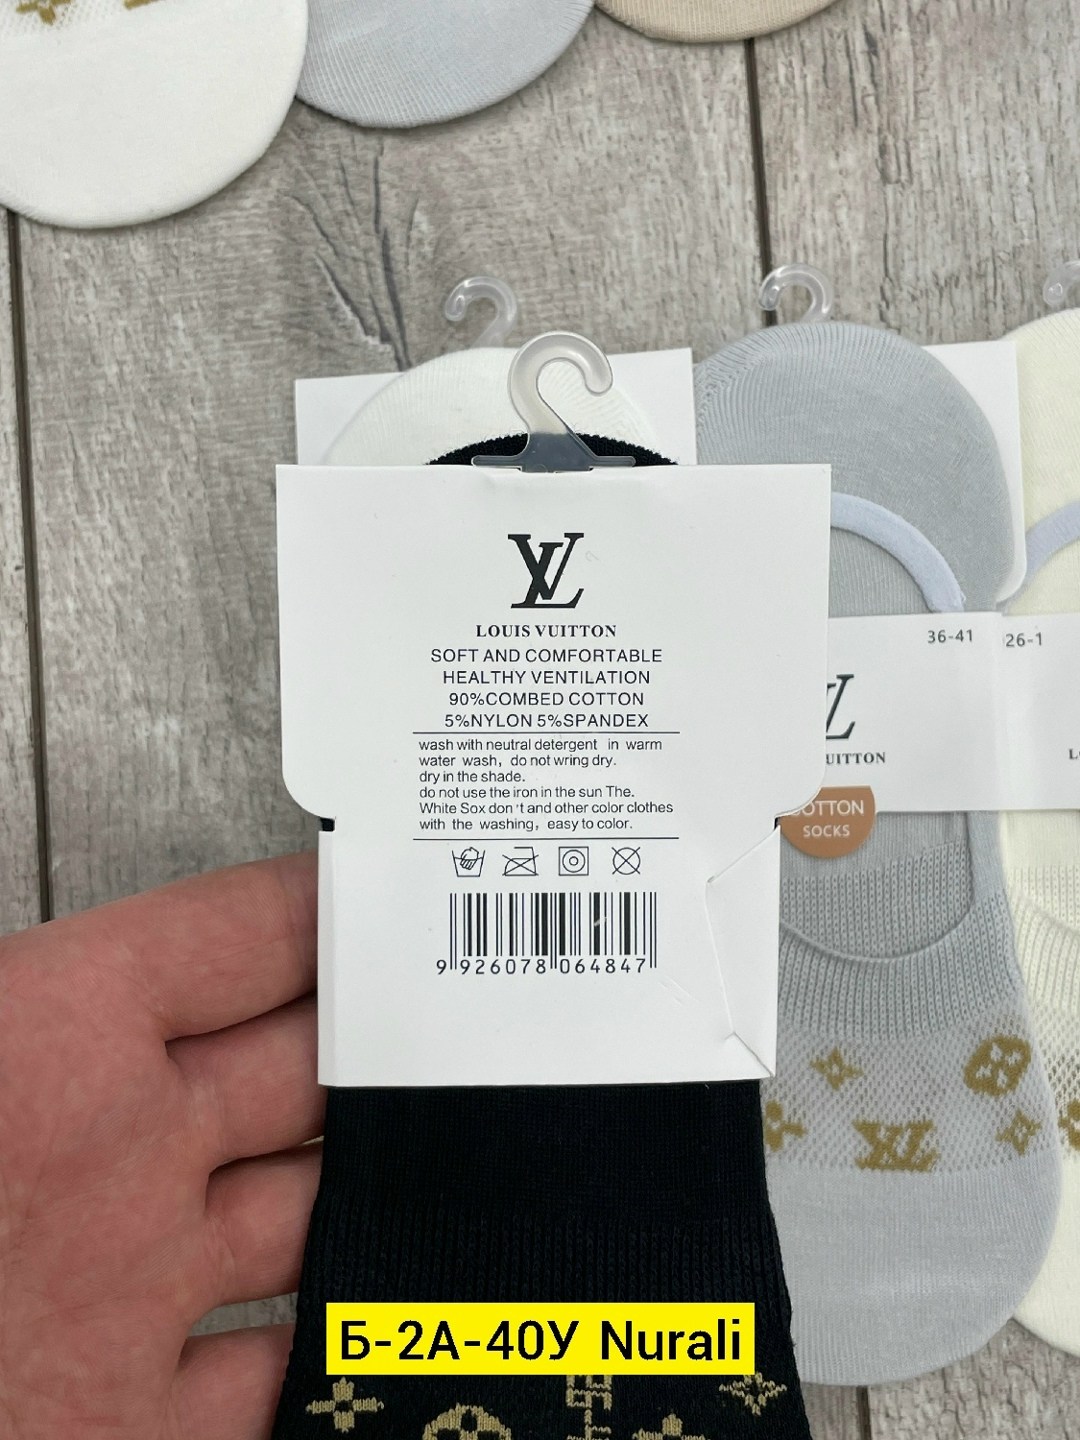 LV
LOUIS VUITTON
SOFT AND COMFORTABLE
HEALTHY VENTILATION
90%COMBED COTTON
5%NYLON 5%SPANDEX
wash with neutral detergent in warm
water wash, do not wring dry.
dry in the shade.
do not use the iron in the sun The.
White Sox don't and other color clothes
with the washing, easy to color.
9 926078 064847
36-41
UITTON
COTTON
SOCKS
26-1
L
LV
Б-2А-40У Nurali